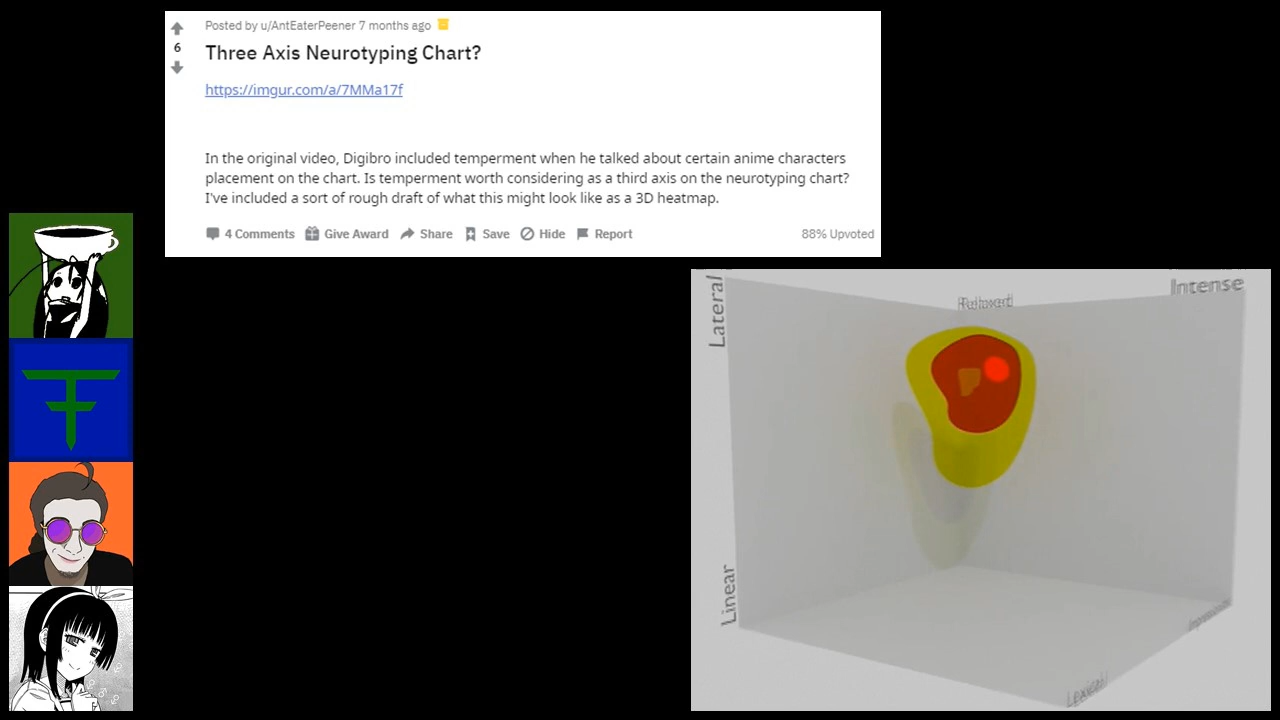 Posted by u/AntEaterPeener 7 months ago
6
Three Axis Neurotyping Chart?
https://imgur.com/a/7MMa17f
In the original video, Digibro included temperment when he talked about certain anime characters
placement on the chart. Is temperment worth considering as a third axis on the neurotyping chart?
I've included a sort of rough draft of what this might look like as a 3D heatmap.
4 Comments Give Award Share Save Hide Report 88% Upvoted
Lateral
Relaxed
Intense
Linear
Lexical